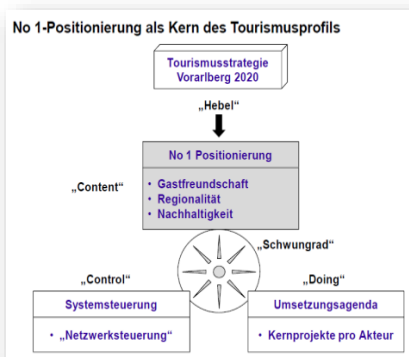 No 1-Positionierung als Kern des Tourismusprofils
Tourismusstrategie
Vorarlberg 2020
„Hebel“
No 1 Positionierung
„Content“
• Gastfreundschaft
• Regionalität
• Nachhaltigkeit
„Schwungrad“
„Control“
„Doing“
Systemsteuerung
• „Netzwerksteuerung“
Umsetzungsagenda
• Kernprojekte pro Akteur